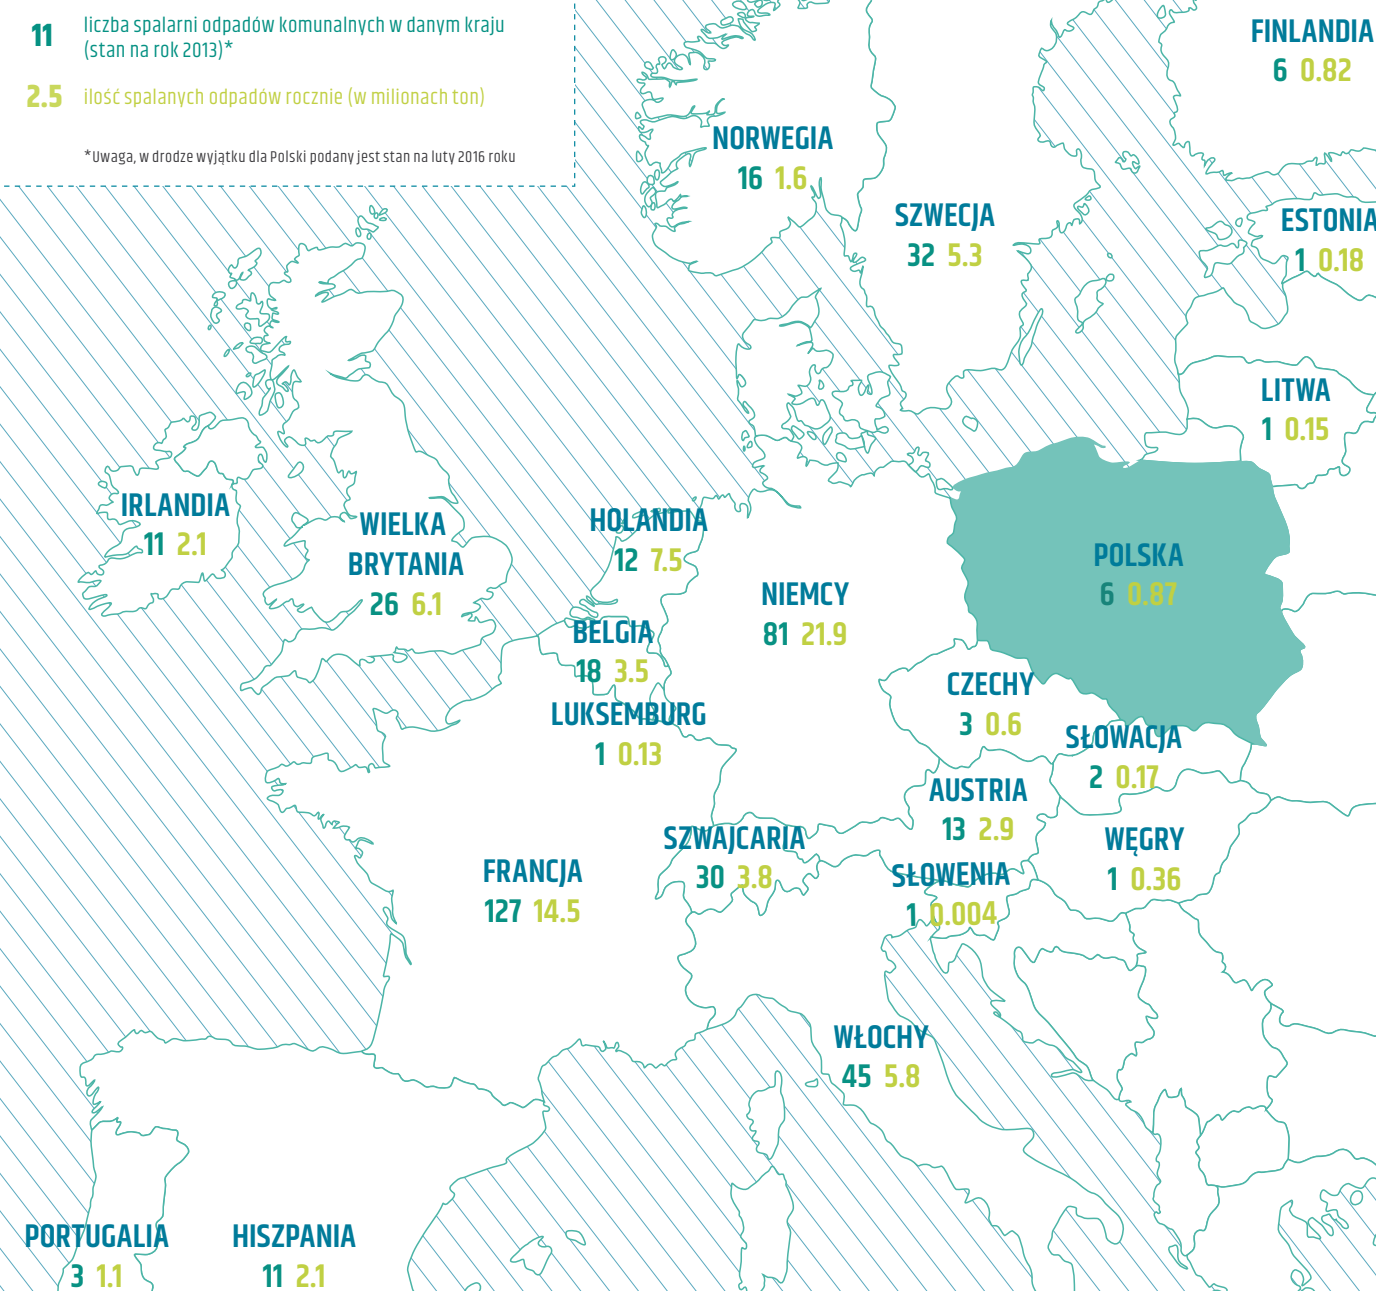 11 liczba spalarni odpadów komunalnych w danym kraju
(stan na rok 2013)*
2.5 ilość spalanych odpadów rocznie (w milionach ton)
*Uwaga, w drodze wyjątku dla Polski podany jest stan na luty 2016 roku
FINLANDIA
6 0.82
NORWEGIA
16 1.6
SZWECJA
32 5.3
ESTONIA
1 0.18
LITWA
1 0.15
IRLANDIA
11 2.1
WIELKA
BRYTANIA
26 6.1
HOLANDIA
12 7.5
POLSKA
6 0.87
NIEMCY
81 21.9
BELGIA
18 3.5
CZECHY
3 0.6
LUKSEMBURG
1 0.13
SŁOWACJA
2 0.17
AUSTRIA
13 2.9
SZWAJCARIA
30 3.8
WĘGRY
1 0.36
FRANCJA
127 14.5
SŁOWENIA
1 0.004
WŁOCHY
45 5.8
PORTUGALIA
3 1.1
HISZPANIA
11 2.1